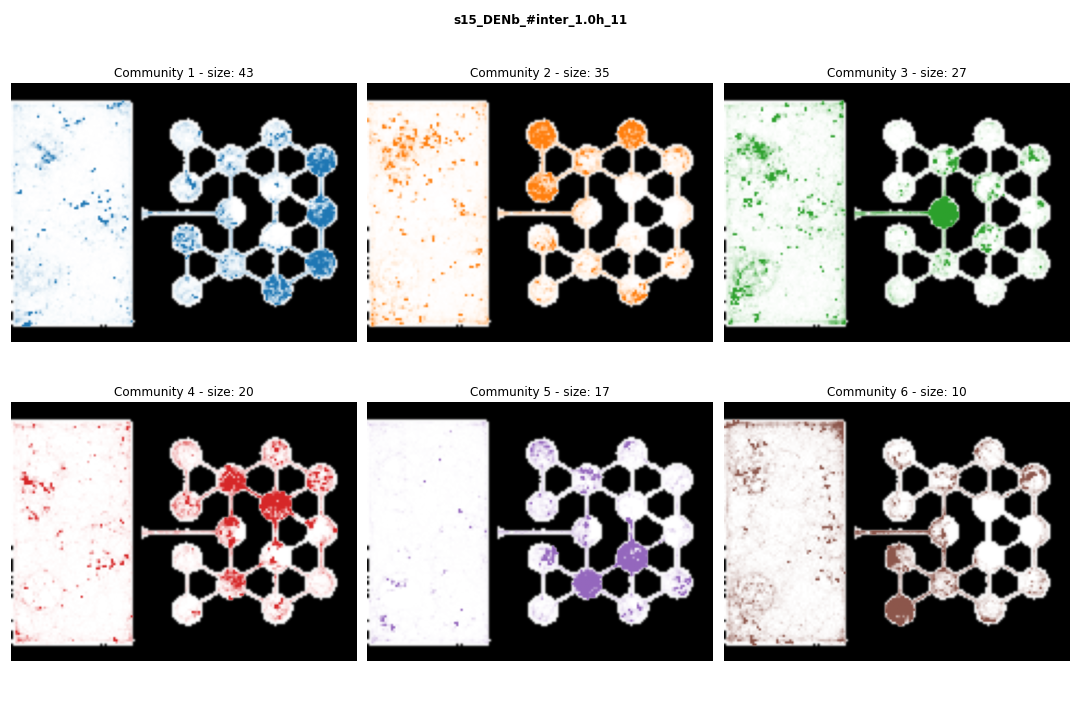 s15_DENb_#inter_1.0h_11
Community 1 - size: 43
Community 2 - size: 35
Community 3 - size: 27
Community 4 - size: 20
Community 5 - size: 17
Community 6 - size: 10